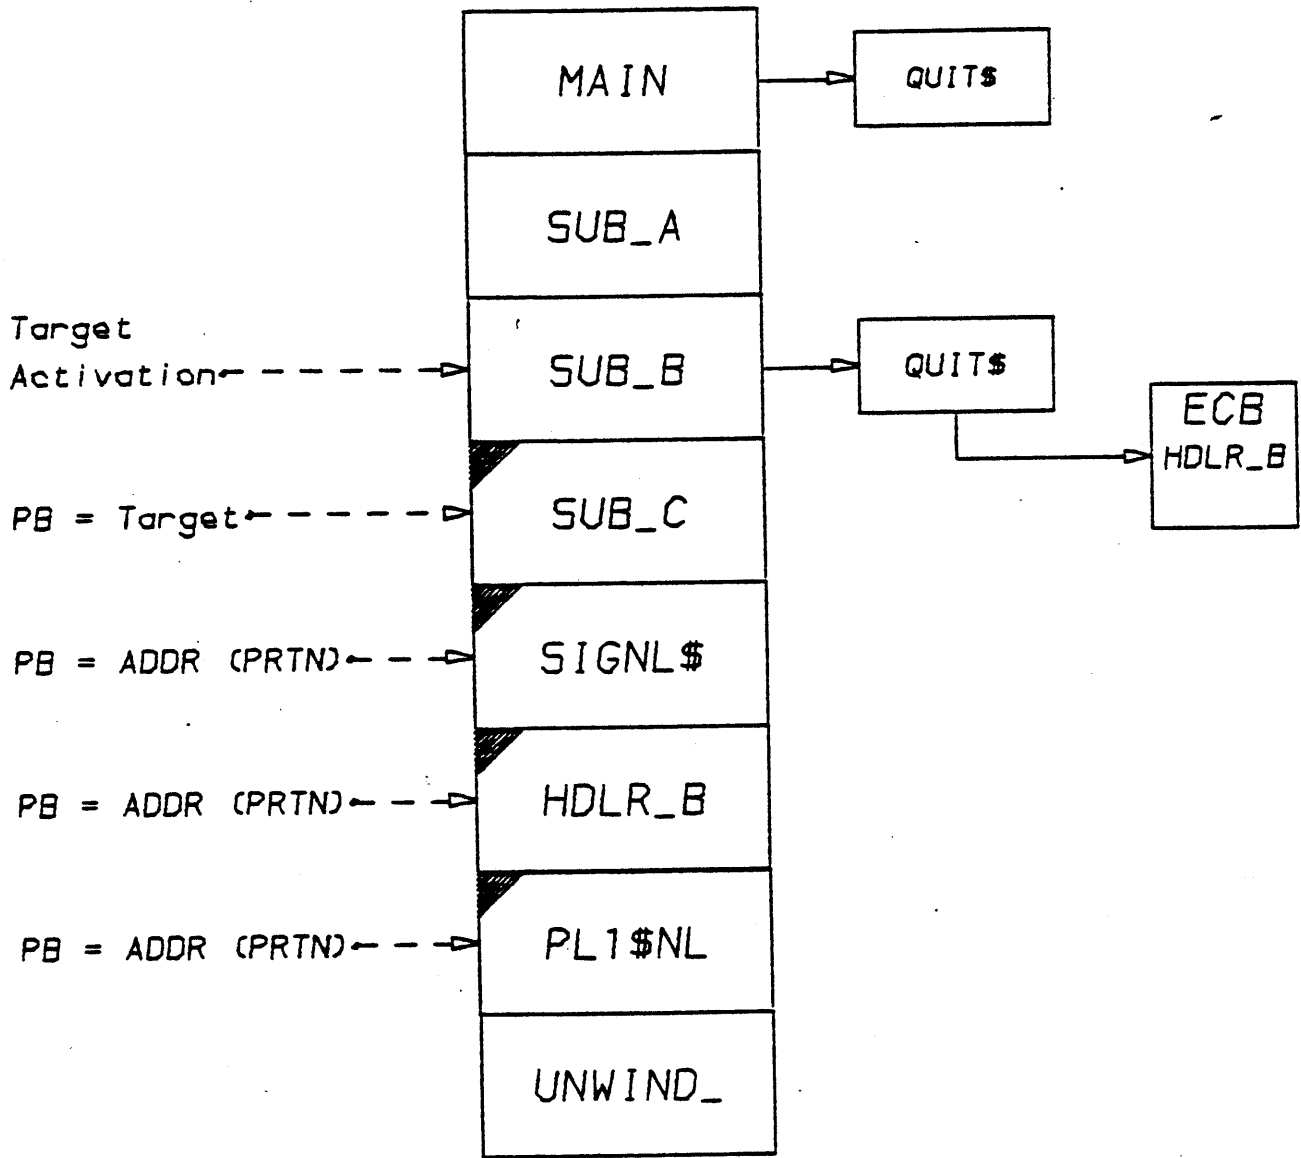 MAIN
QUIT$
SUB_A
Target
Activation
SUB_B
QUIT$
ECB
HDLR_B
PB = Target
SUB_C
PB = ADDR (PRTN)
SIGNL$
PB = ADDR (PRTN)
HDLR_B
PB = ADDR (PRTN)
PL1$NL
UNWIND_